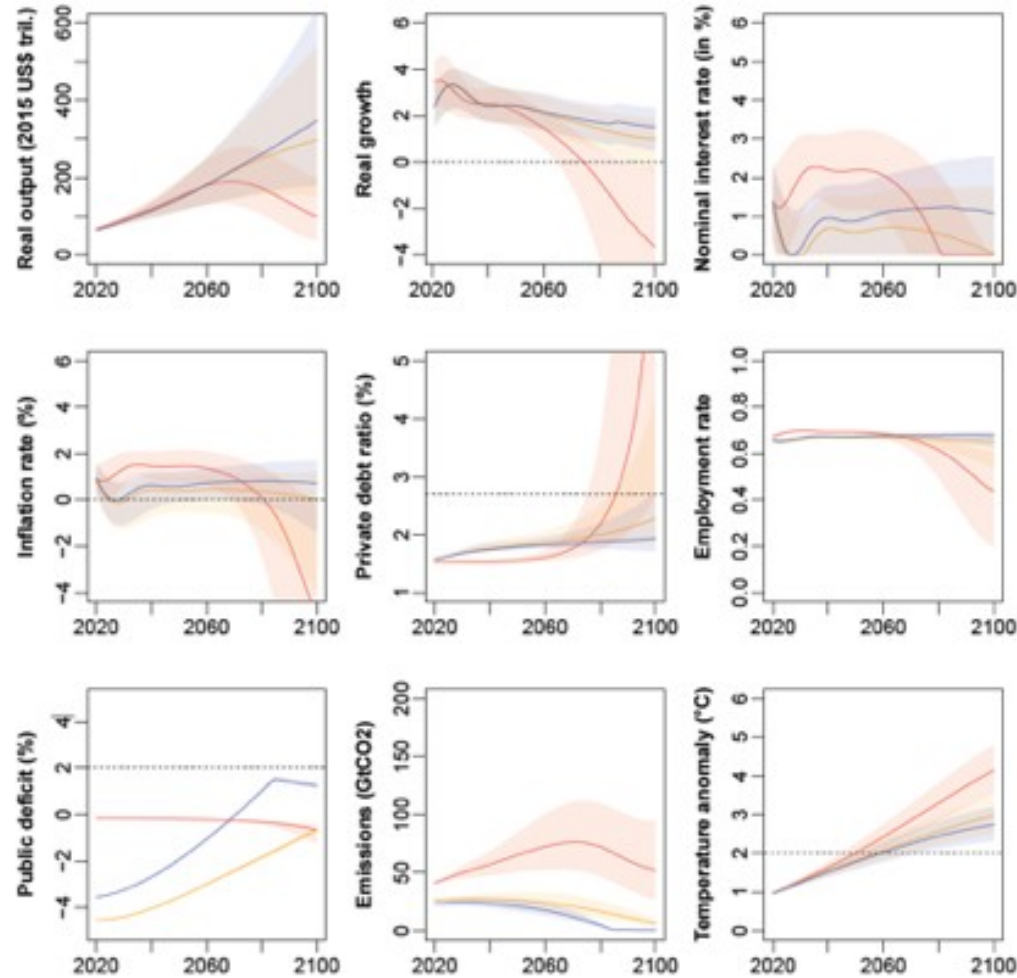 Real output (2015 US$ tril.)
0 200 400 600
2020 2060 2100
Real growth
−4 −2 0 2 4 6
2020 2060 2100
Nominal interest rate (in %)
0 1 2 3 4 5 6
2020 2060 2100
Inflation rate (%)
−4 −2 0 2 4 6
2020 2060 2100
Private debt ratio (%)
1 2 3 4 5
2020 2060 2100
Employment rate
0.0 0.2 0.4 0.6 0.8 1.0
2020 2060 2100
Public deficit (%)
−4 −2 0 2 4
2020 2060 2100
Emissions (GtCO2)
0 50 100 150 200
2020 2060 2100
Temperature anomaly (°C)
0 1 2 3 4 5 6
2020 2060 2100